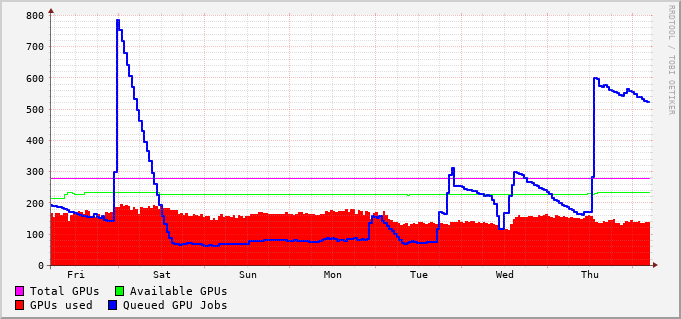 800
700
600
500
400
300
200
100
0
Fri Sat Sun Mon Tue Wed Thu
Total GPUs Available GPUs
GPUs used Queued GPU Jobs
RRDTOOL / TOBI OETIKER